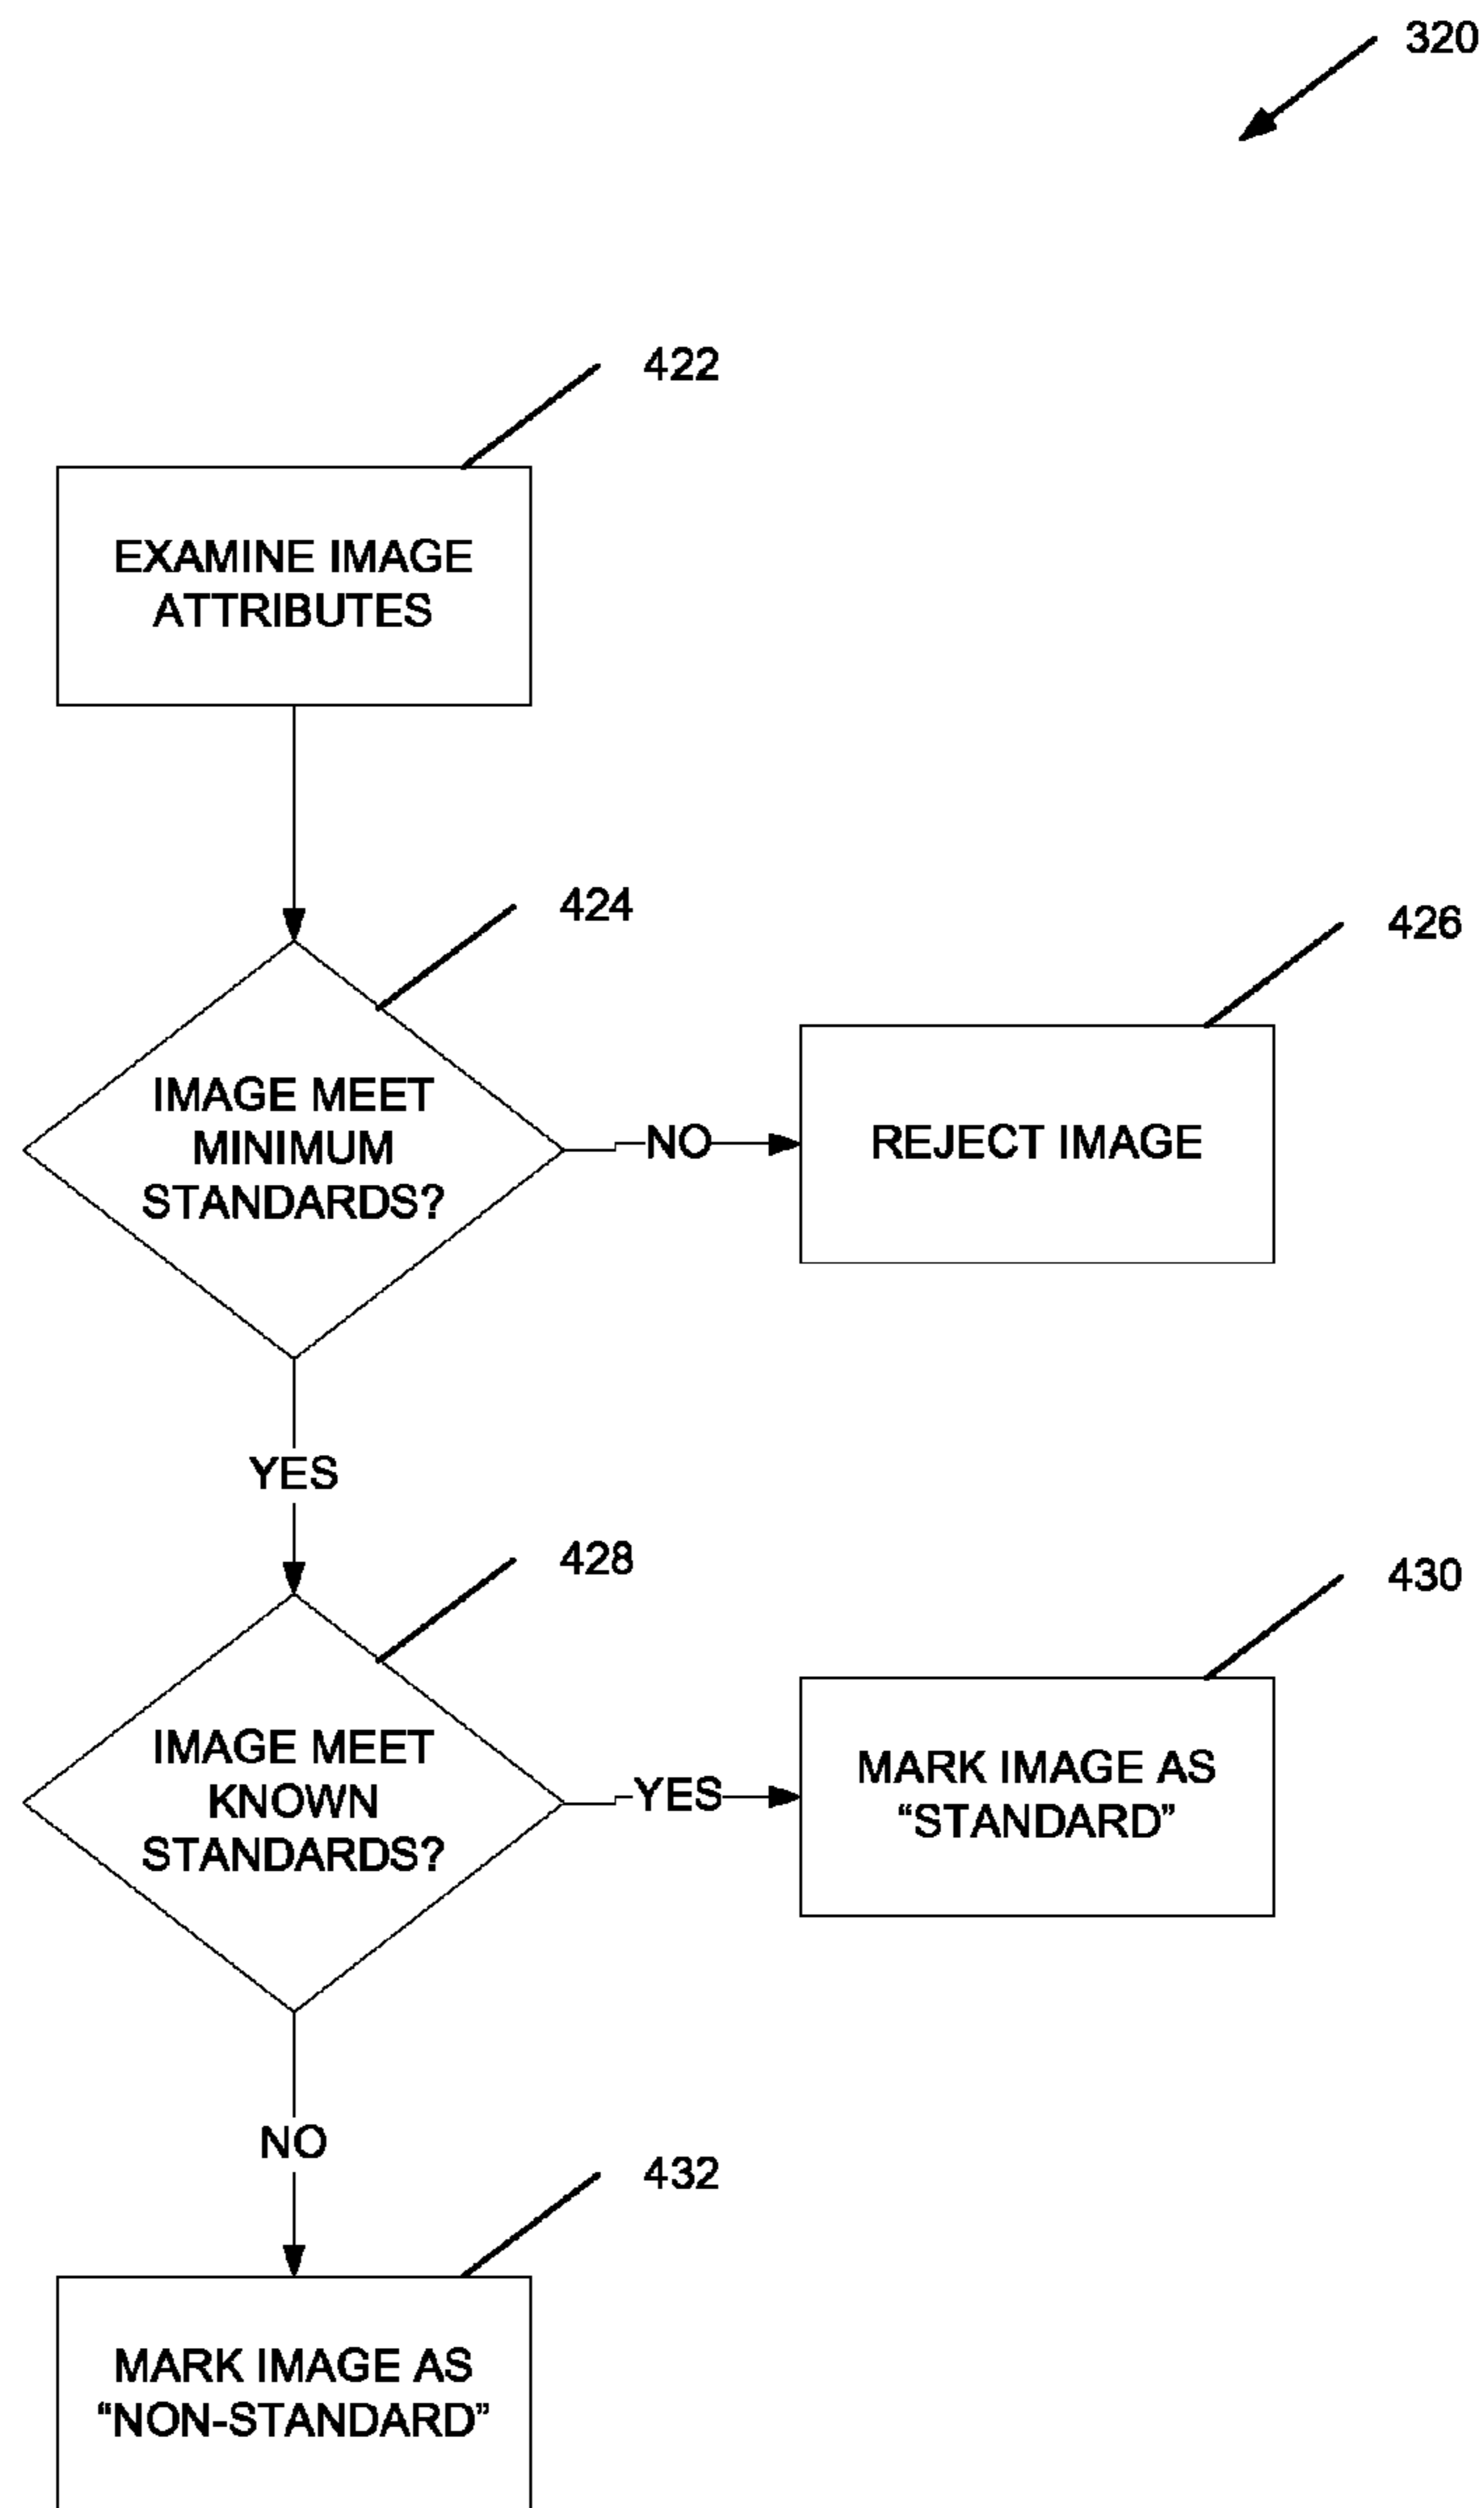 320
422
EXAMINE IMAGE
ATTRIBUTES
424
426
IMAGE MEET
MINIMUM
STANDARDS?
NO
REJECT IMAGE
YES
428
430
IMAGE MEET
KNOWN
STANDARDS?
YES
MARK IMAGE AS
“STANDARD”
NO
432
MARK IMAGE AS
“NON-STANDARD”